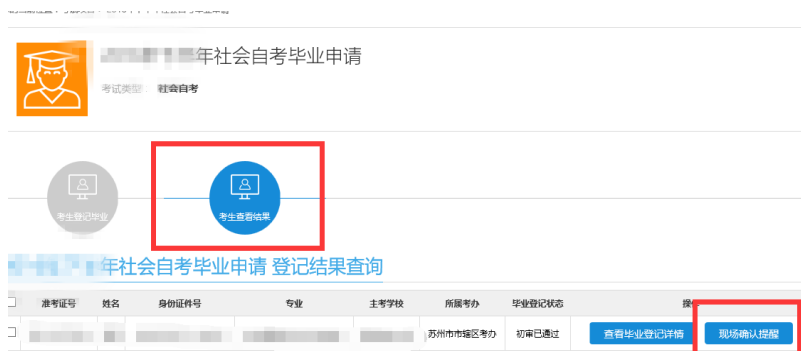 年社会自考毕业申请
考试类型： 社会自考
考生登记毕业
考生查看结果
年社会自考毕业申请 登记结果查询
准考证号 姓名 身份证件号 专业 主考学校 所属考办 毕业登记状态 操
苏州市市辖区考办 初审已通过 查看毕业登记详情 现场确认提醒